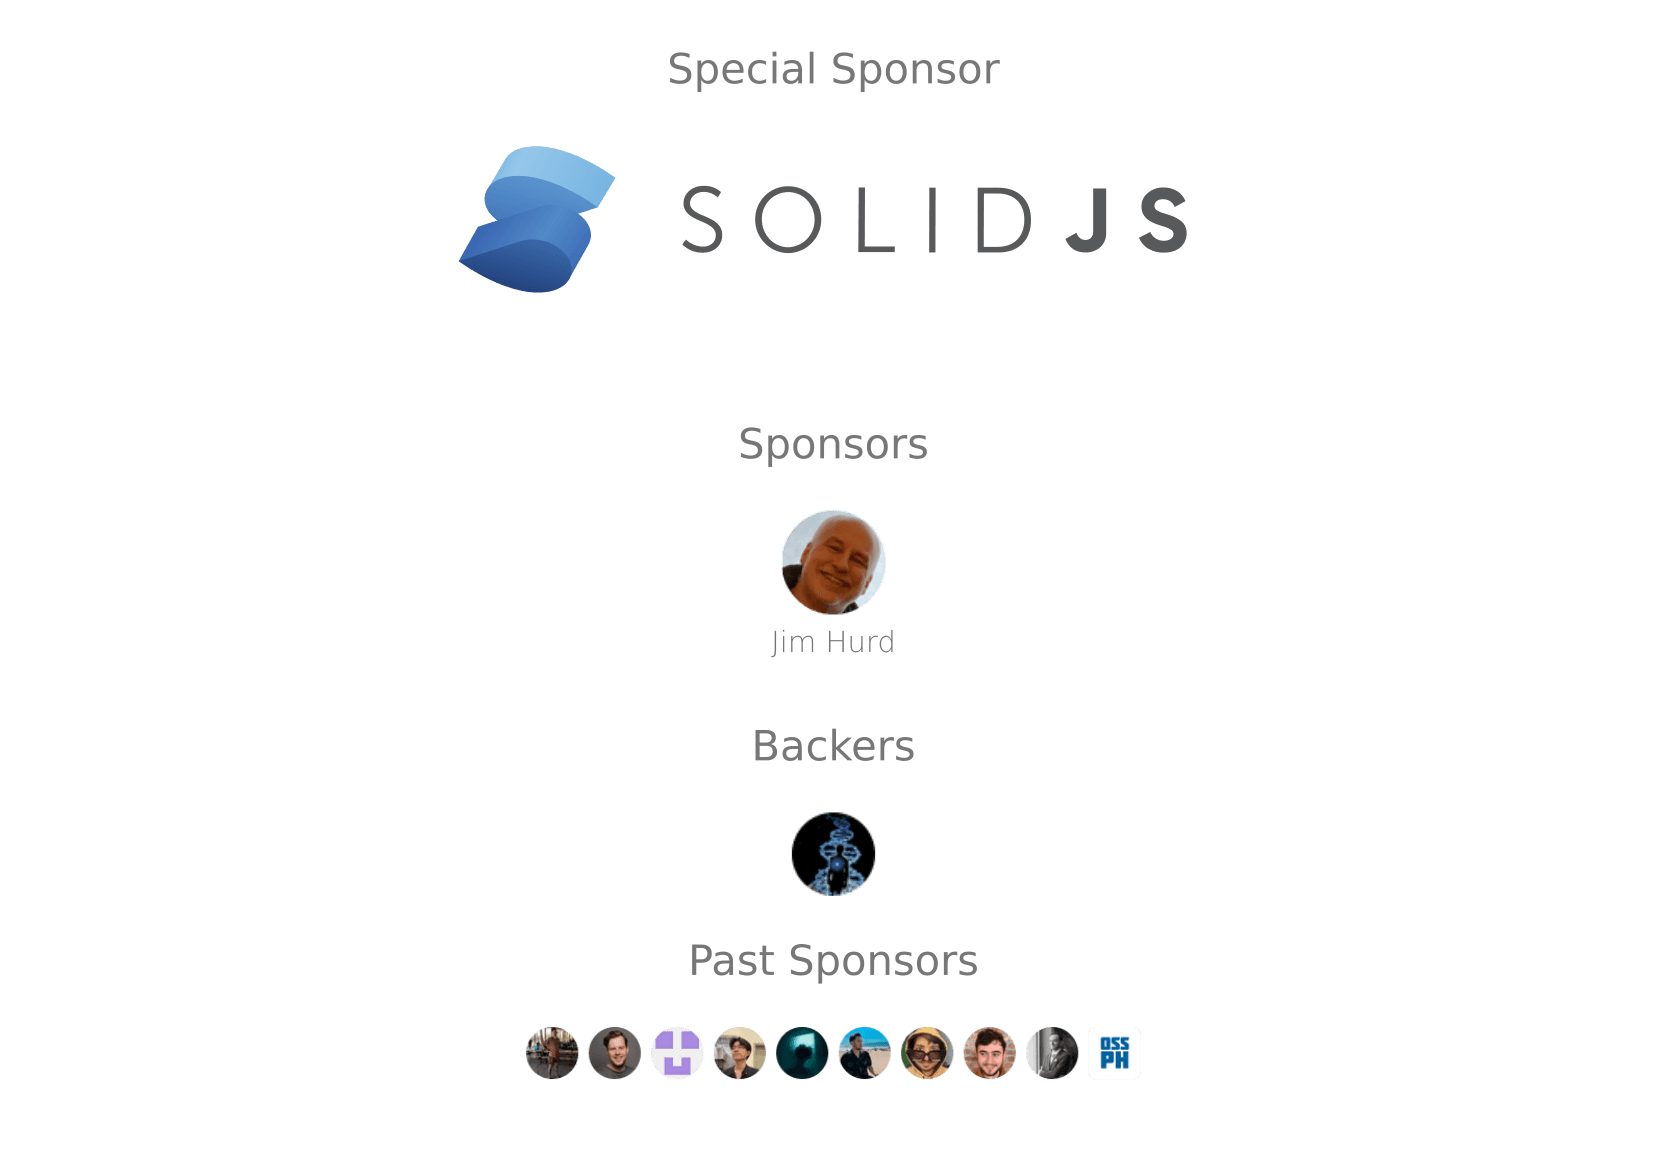 Special Sponsor
SOLIDJS
Sponsors
Jim Hurd
Backers
Past Sponsors
OSS
PH